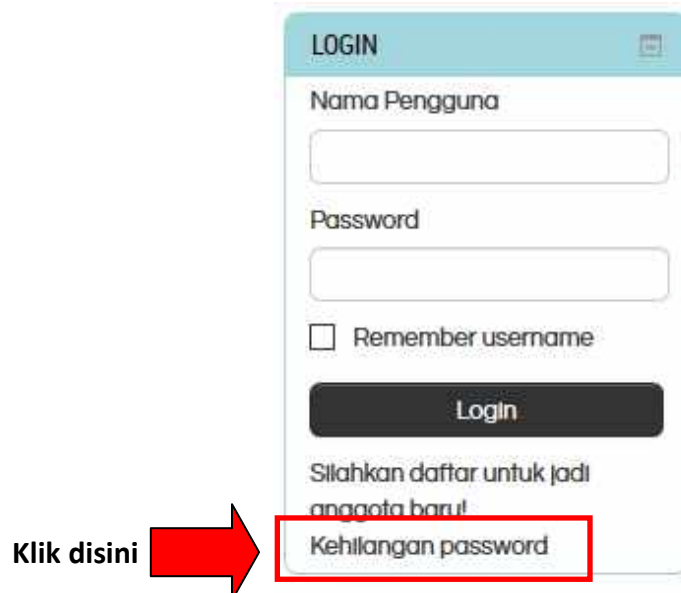 LOGIN
Nama Pengguna
Password
Remember username
Login
Silahkan daftar untuk jadi
anggota baru!
Kehilangan password
Klik disini